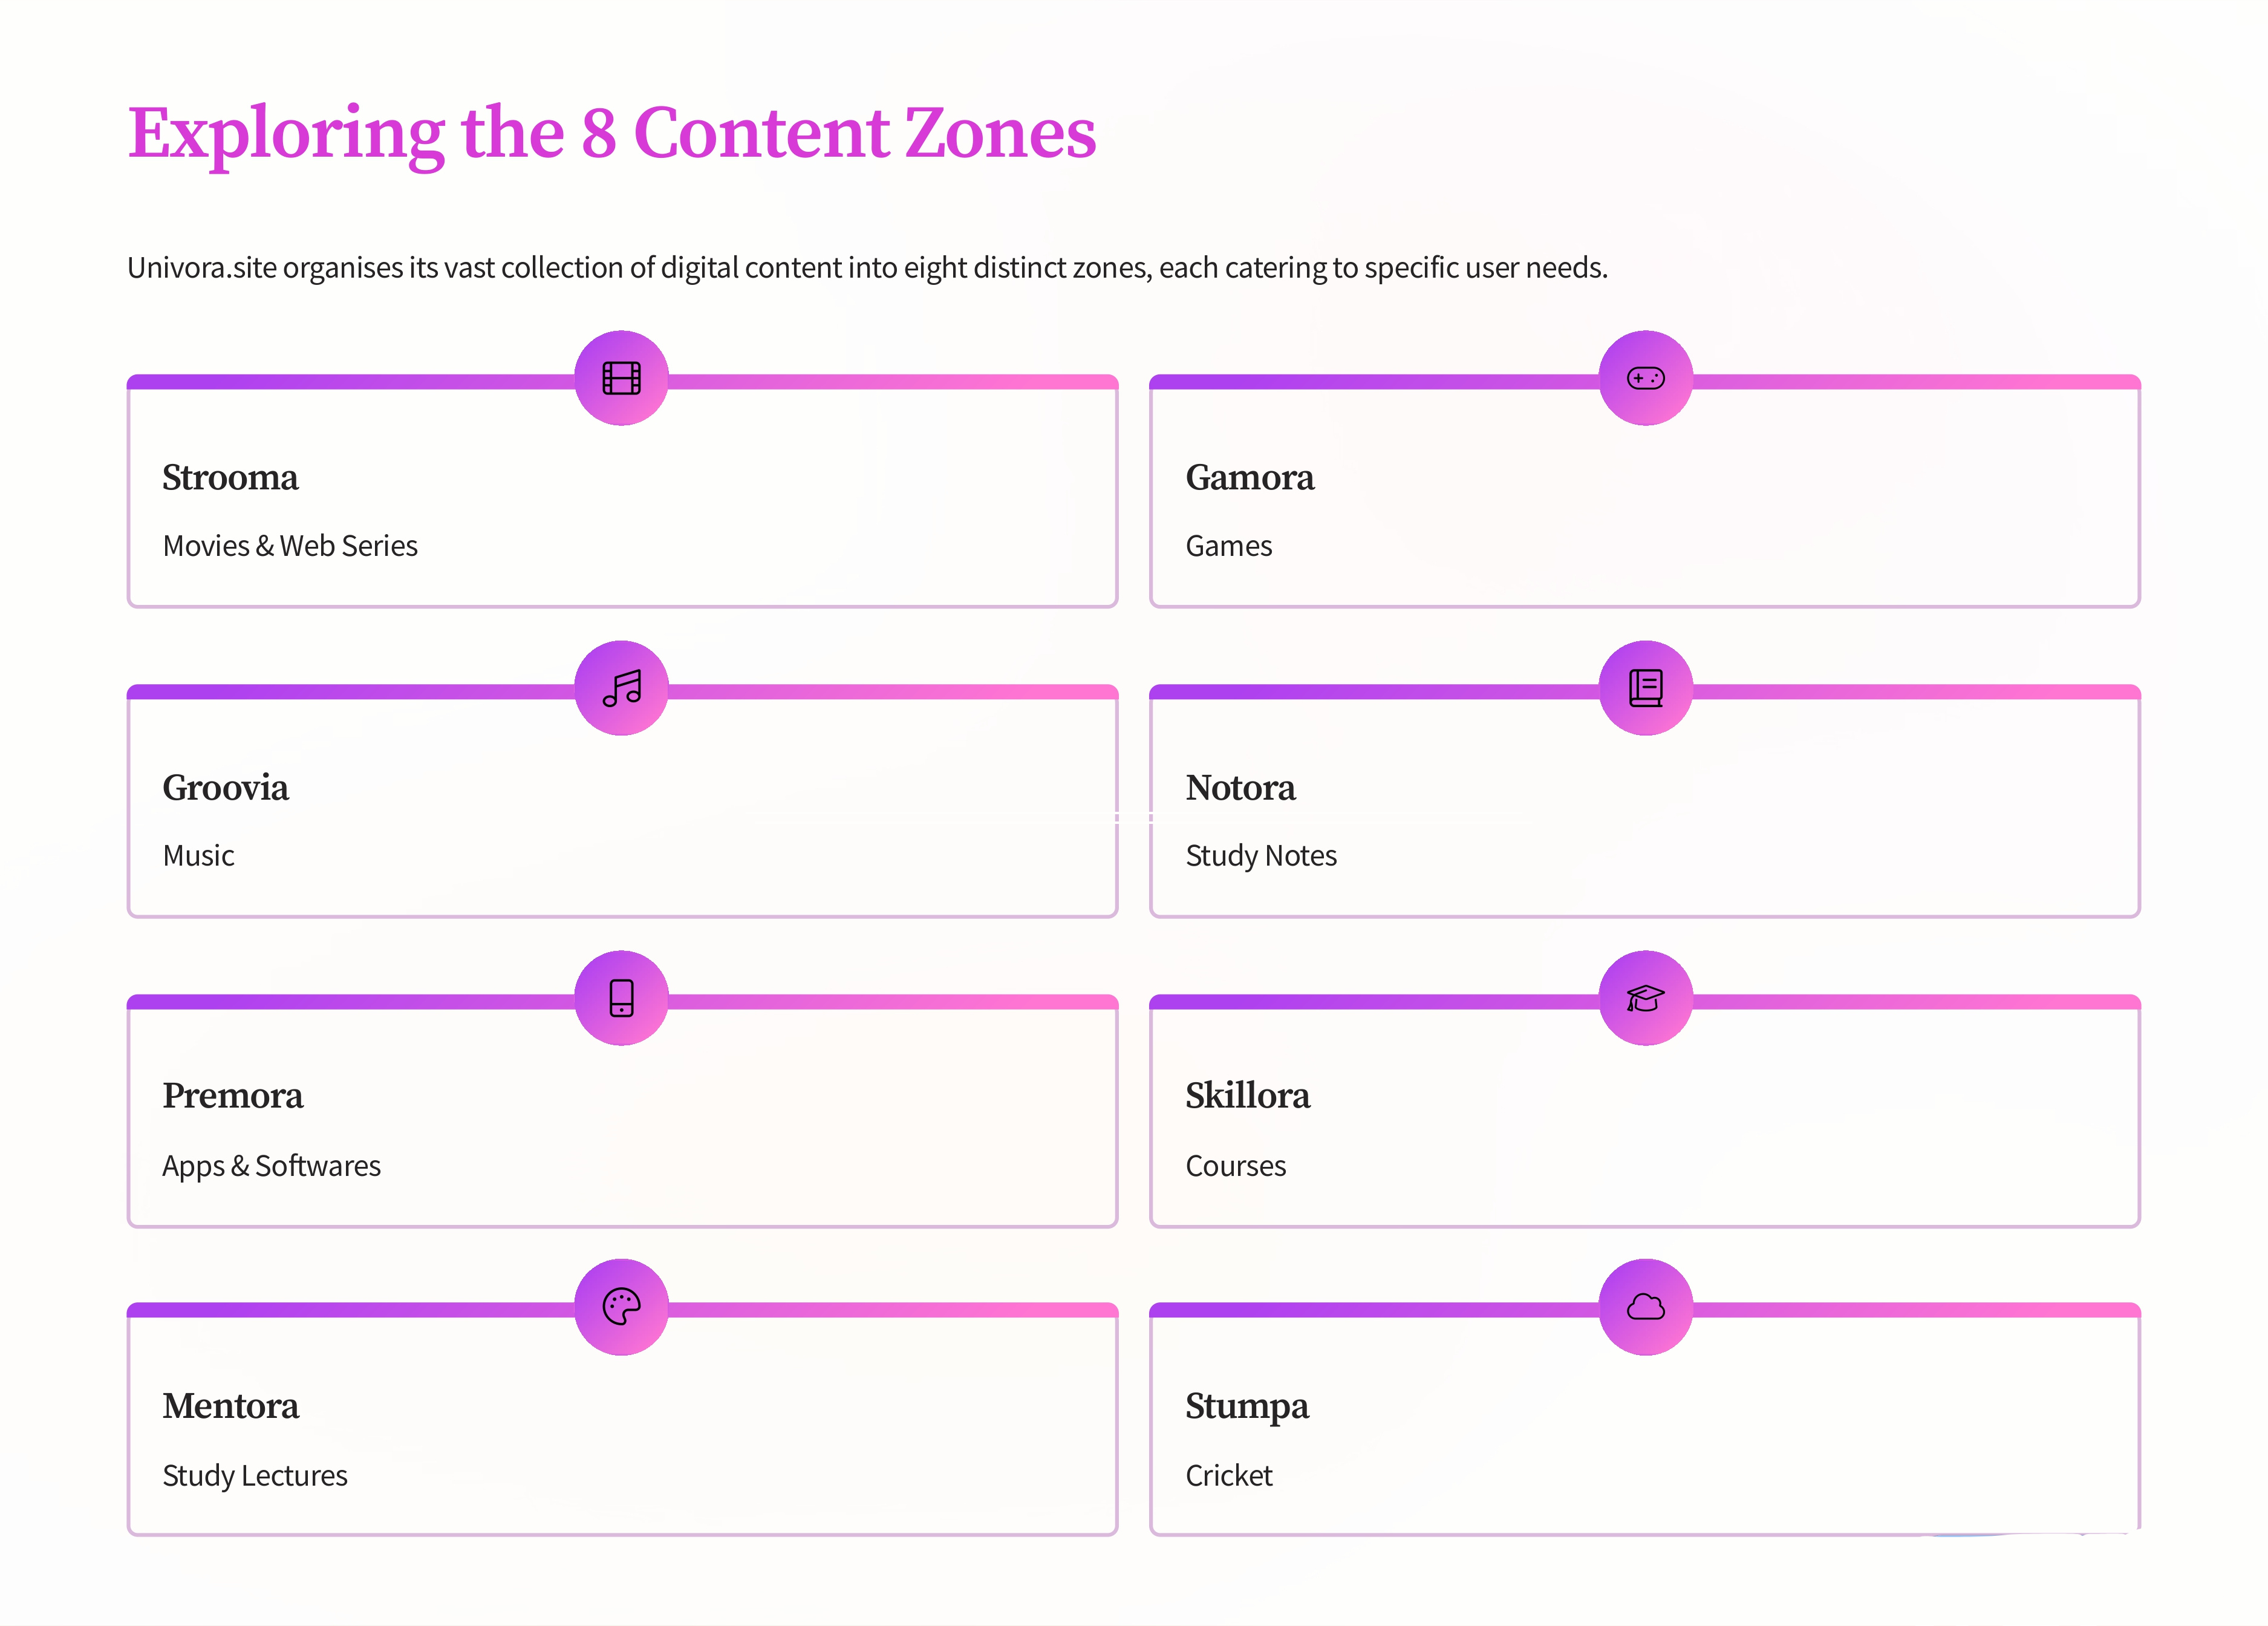 Exploring the 8 Content Zones
Univora.site organises its vast collection of digital content into eight distinct zones, each catering to specific user needs.
Strooma
Movies & Web Series
Gamora
Games
Groovia
Music
Notora
Study Notes
Premora
Apps & Softwares
Skillora
Courses
Mentora
Study Lectures
Stumpa
Cricket